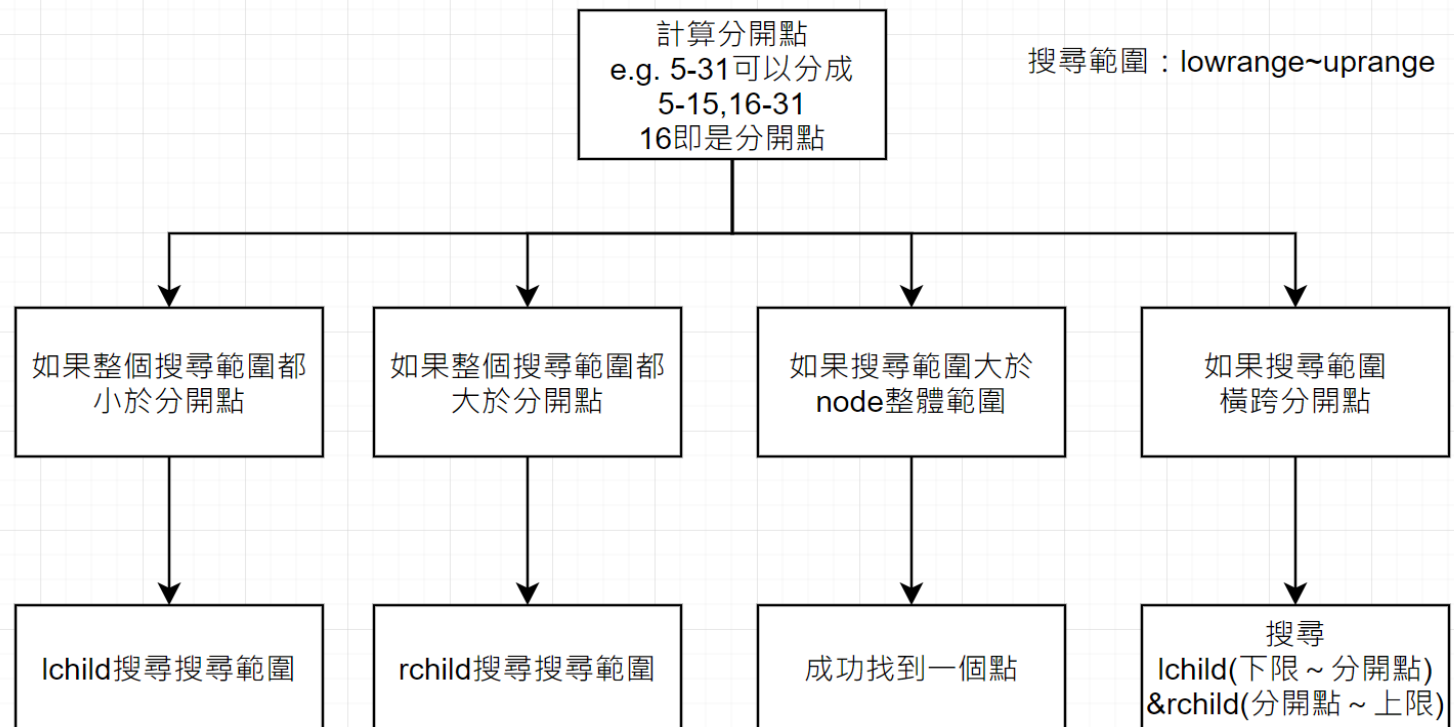 計算分開點
e.g. 5-31可以分成
5-15,16-31
16即是分開點
搜尋範圍：lowrange~uprange
如果整個搜尋範圍都
小於分開點
如果整個搜尋範圍都
大於分開點
如果搜尋範圍大於
node整體範圍
如果搜尋範圍
橫跨分開點
lchild搜尋搜尋範圍
rchild搜尋搜尋範圍
成功找到一個點
搜尋
lchild(下限～分開點)
&rchild(分開點～上限)